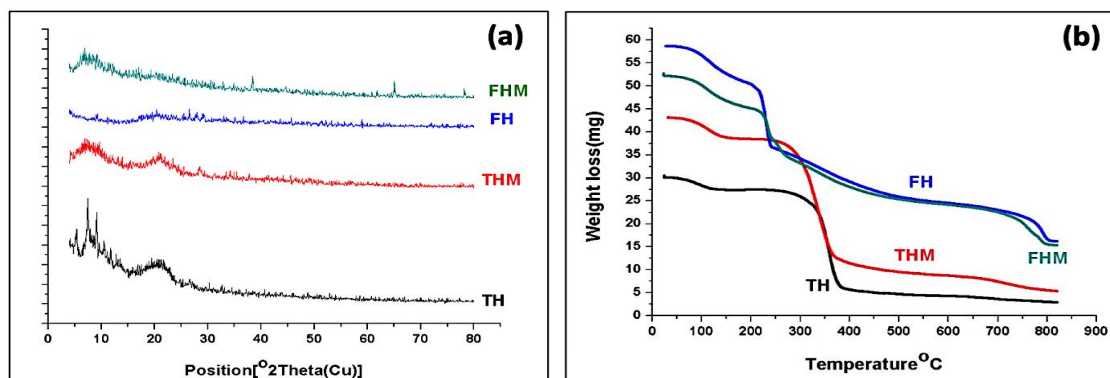 (a)
FHM
FH
THM
TH
0 10 20 30 40 50 60 70 80
Position[°2Theta(Cu)]
(b)
Weight loss(mg)
60
55
50
45
40
35
30
25
20
15
10
5
0
FH
THM
FHM
TH
0 100 200 300 400 500 600 700 800 900
Temperature°C